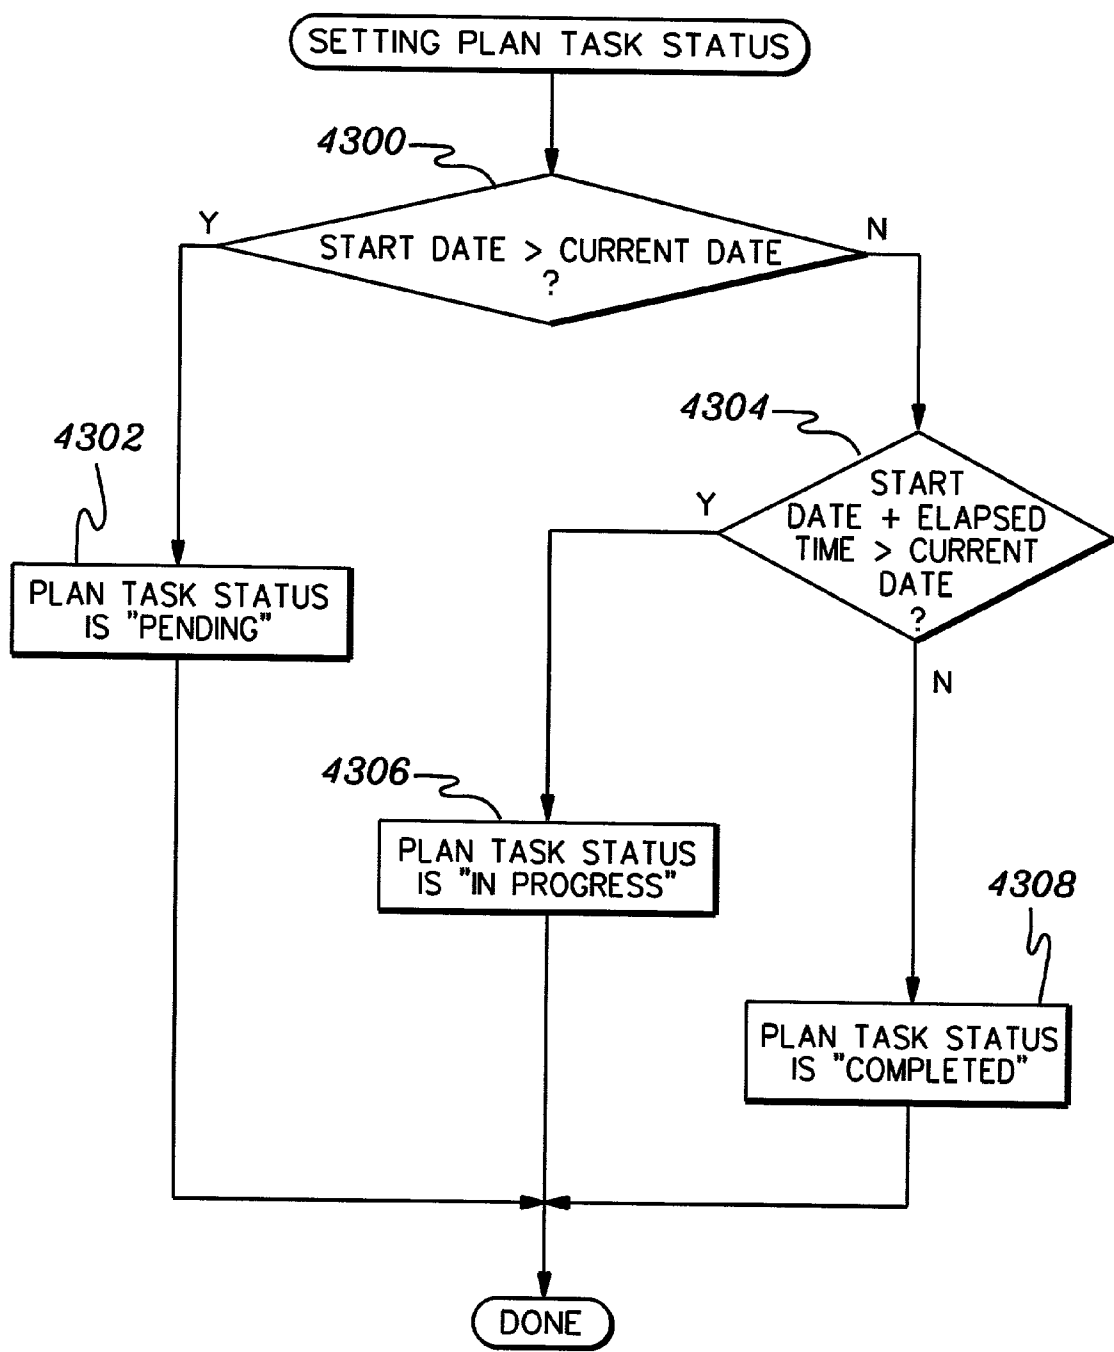 SETTING PLAN TASK STATUS
4300
Y
N
START DATE > CURRENT DATE
?
4304
4302
START
DATE + ELAPSED
TIME > CURRENT
DATE
?
Y
N
PLAN TASK STATUS
IS "PENDING"
4306
PLAN TASK STATUS
IS "IN PROGRESS"
4308
PLAN TASK STATUS
IS "COMPLETED"
DONE